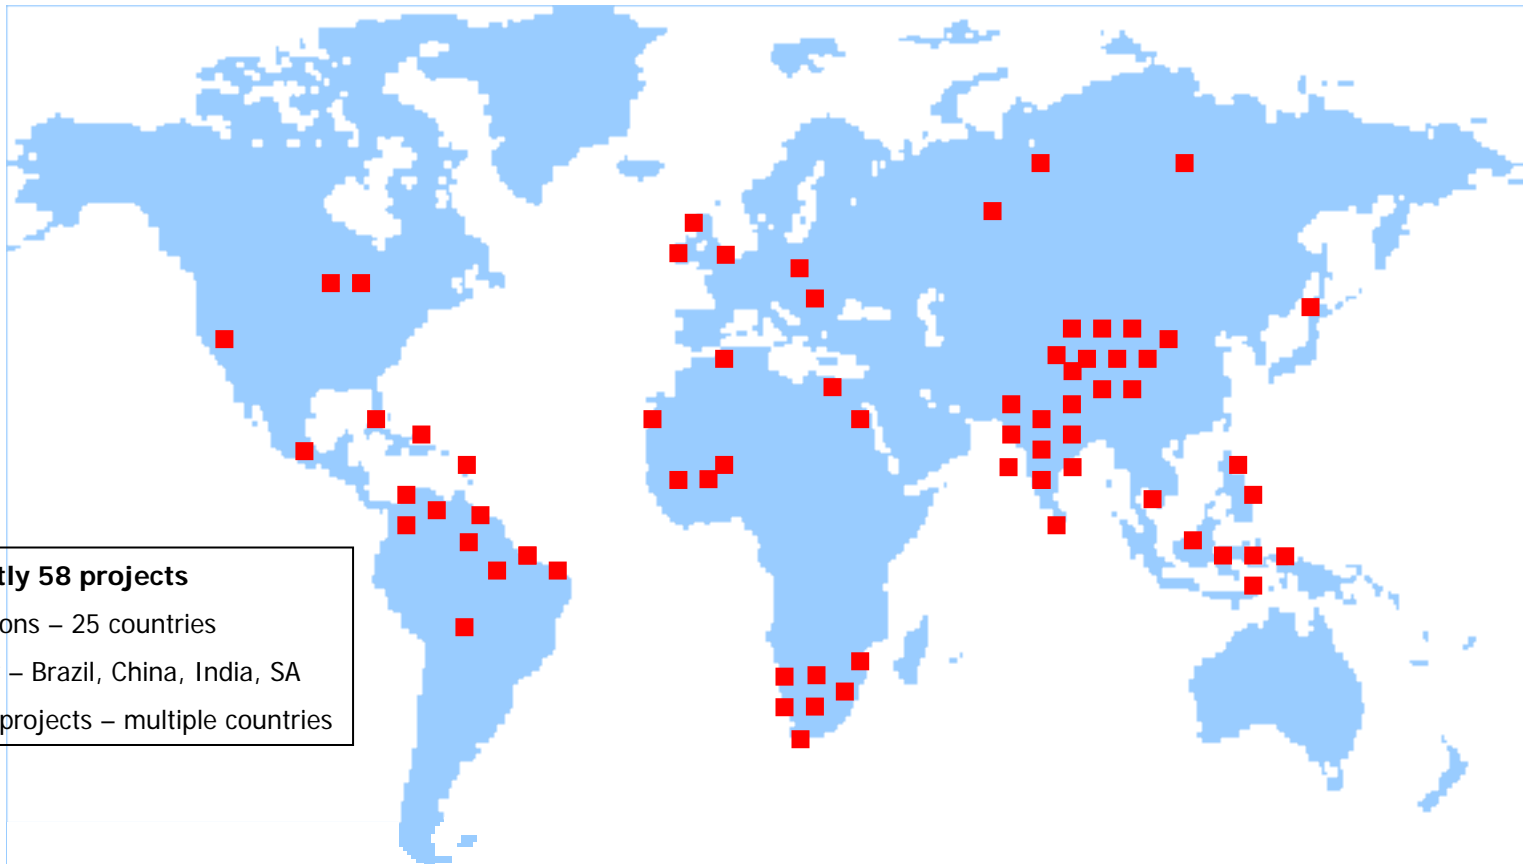 tly 58 projects
ons – 25 countries
– Brazil, China, India, SA
projects – multiple countries